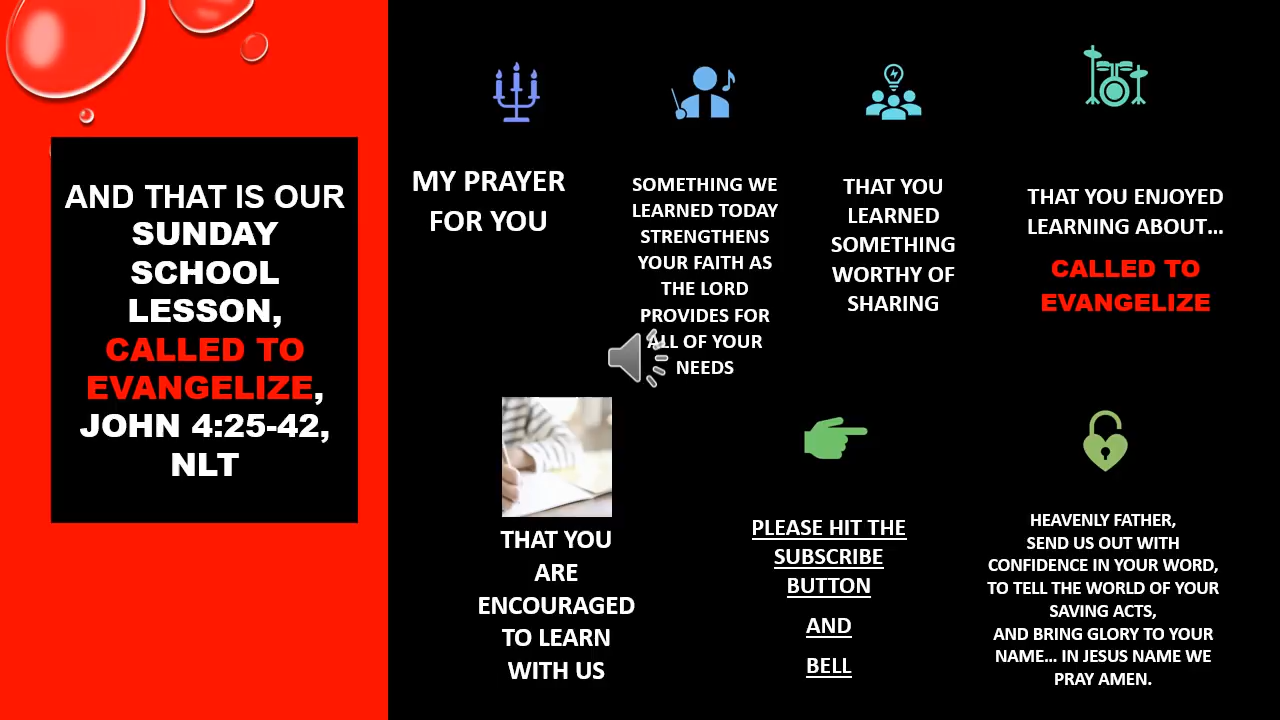 AND THAT IS OUR
SUNDAY
SCHOOL
LESSON,
CALLED TO
EVANGELIZE,
JOHN 4:25-42,
NLT
MY PRAYER
FOR YOU
SOMETHING WE
LEARNED TODAY
STRENGTHENS
YOUR FAITH AS
THE LORD
PROVIDES FOR
ALL OF YOUR
NEEDS
THAT YOU
LEARNED
SOMETHING
WORTHY OF
SHARING
THAT YOU ENJOYED
LEARNING ABOUT...
CALLED TO
EVANGELIZE
THAT YOU
ARE
ENCOURAGED
TO LEARN
WITH US
PLEASE HIT THE
SUBSCRIBE
BUTTON
AND
BELL
HEAVENLY FATHER,
SEND US OUT WITH
CONFIDENCE IN YOUR WORD,
TO TELL THE WORLD OF YOUR
SAVING ACTS,
AND BRING GLORY TO YOUR
NAME... IN JESUS NAME WE
PRAY AMEN.